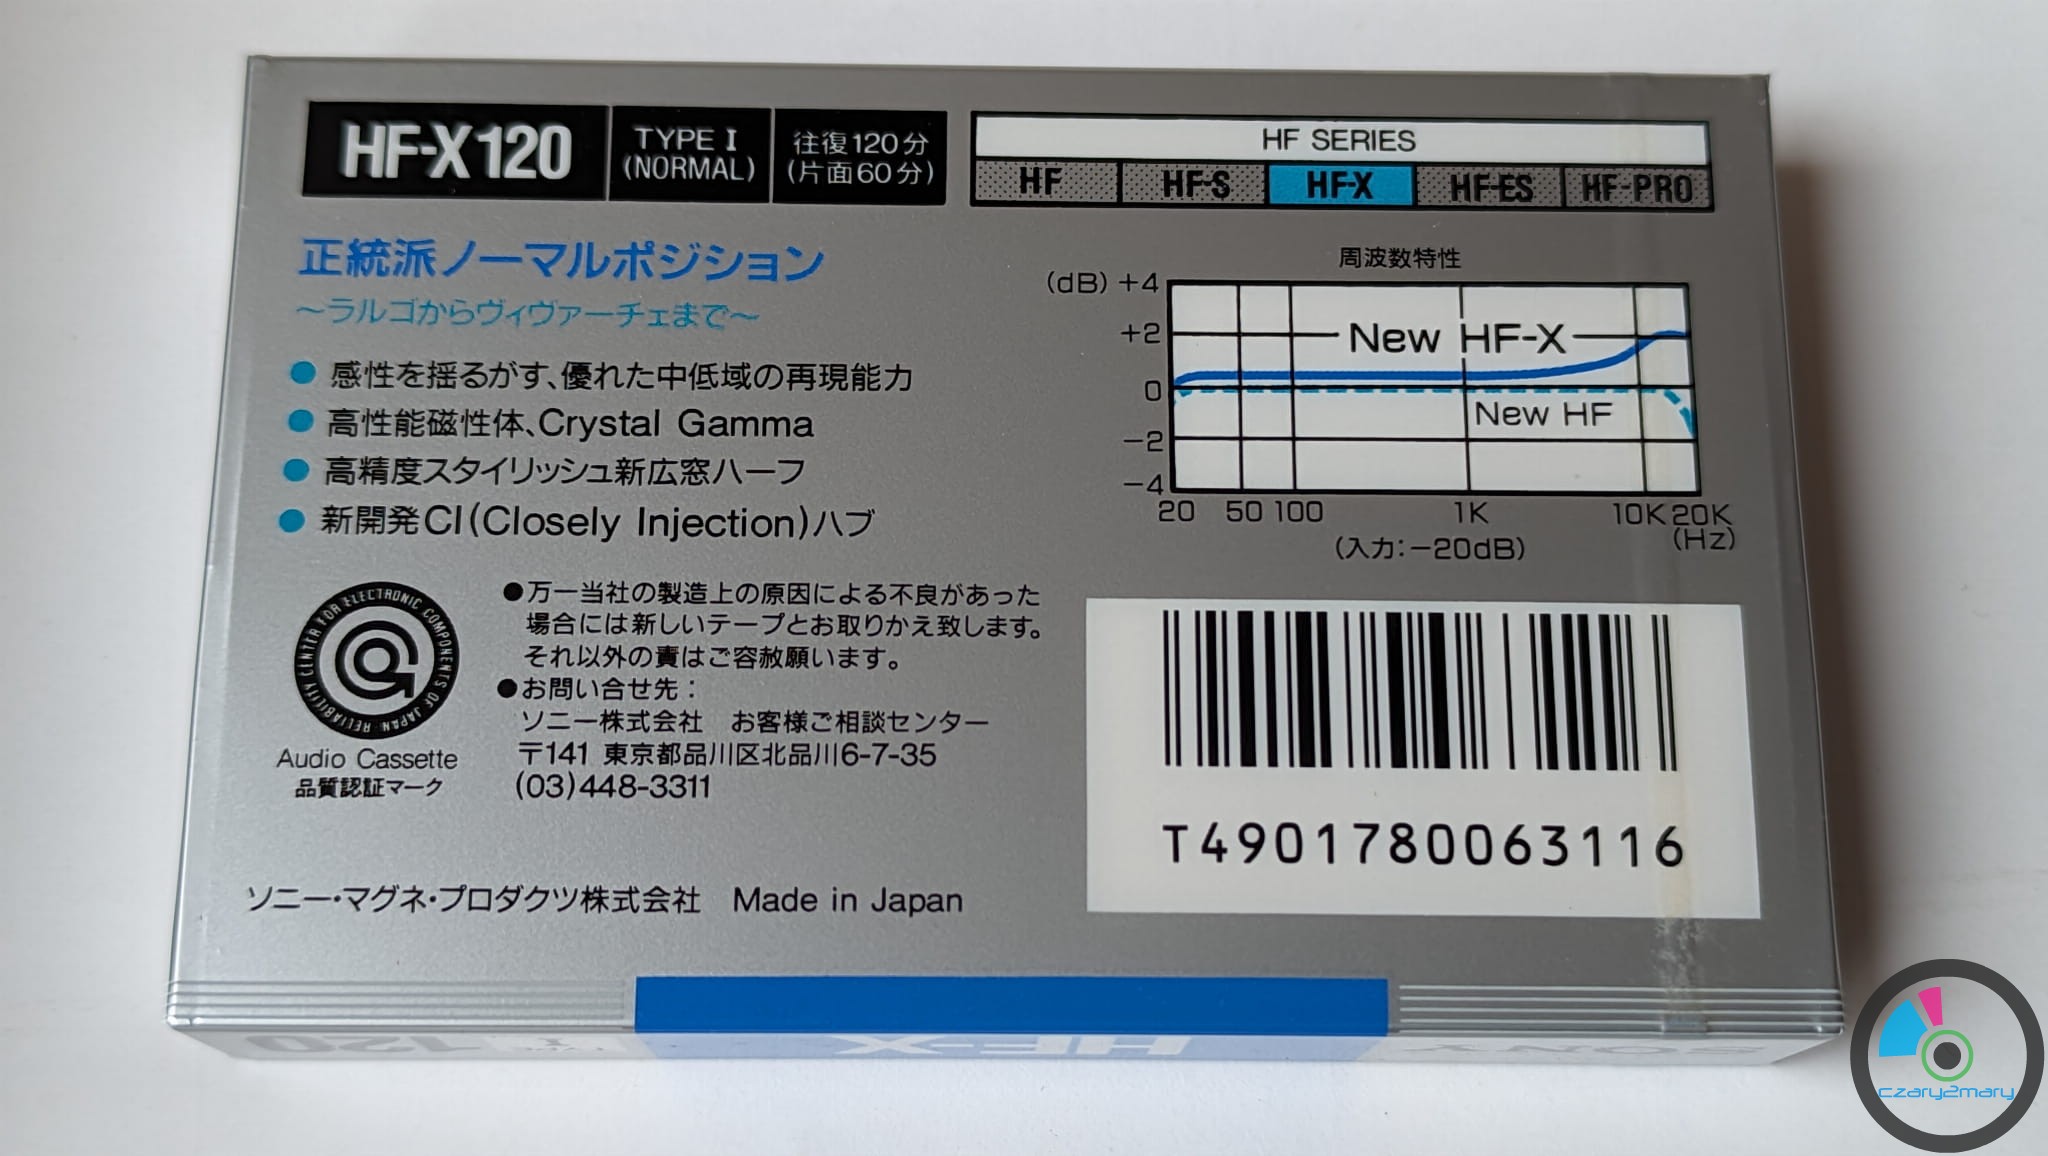 HF-X120
TYPE I
(NORMAL)
往復120分
(片面60分)
HF SERIES
HF HF-S HF-X HF-ES HF-PRO
正統派ノーマルポジション
~ラルゴからヴィヴァーチェまで~
● 感性を揺るがす、優れた中低域の再現能力
● 高性能磁性体、Crystal Gamma
● 高精度スタイリッシュ新広窓ハーフ
● 新開発CI(Closely Injection)ハブ
周波数特性
(dB) +4
+2
0
-2
-4
New HF-X
New HF
20 50 100 1K 10K 20K
(Hz)
(入力:-20dB)
RELIABILITY CENTER FOR ELECTRONIC COMPONENTS OF JAPAN
Audio Cassette
品質認証マーク
●万一当社の製造上の原因による不良があった
場合には新しいテープとお取りかえ致します。
それ以外の責はご容赦願います。
●お問い合せ先:
ソニー株式会社 お客様ご相談センター
〒141 東京都品川区北品川6-7-35
(03)448-3311
T4901780063116
ソニー・マグネ・プロダクツ株式会社 Made in Japan
SONY
HF-X
TYPE I
120
czary2mary